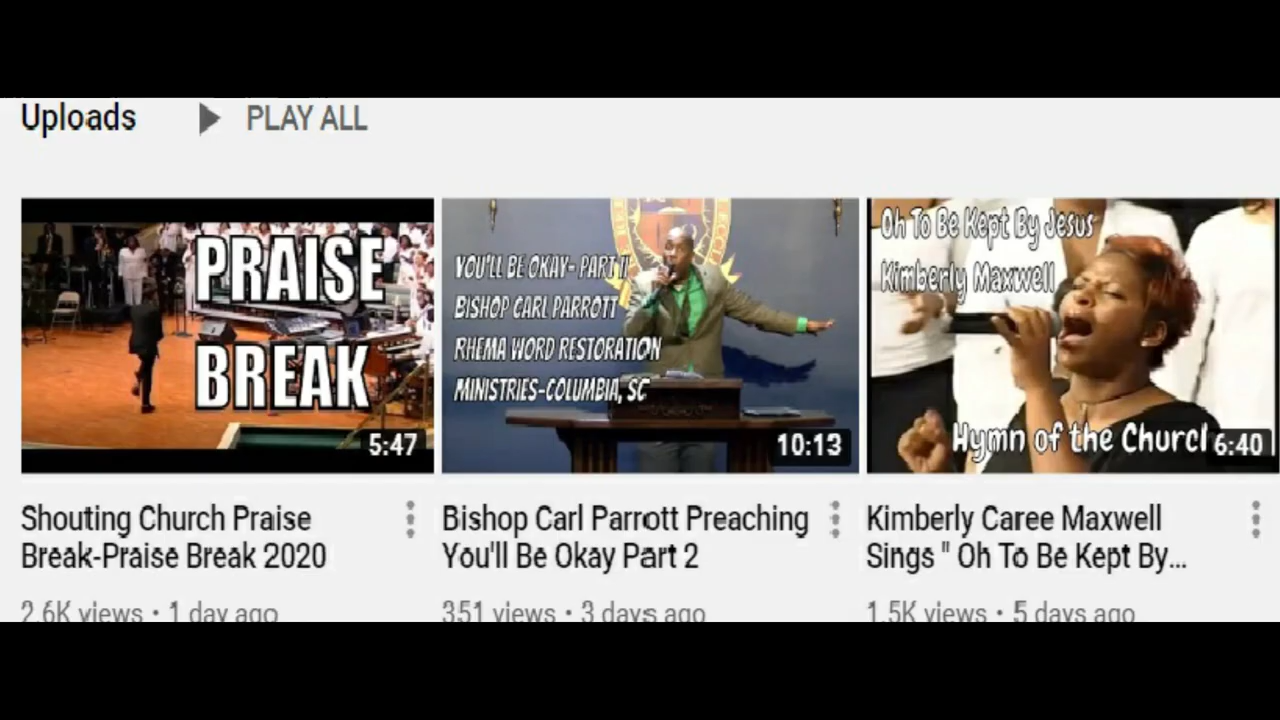 Uploads PLAY ALL
PRAISE
BREAK
5:47
YOU'LL BE OKAY- PART II
BISHOP CARL PARROTT
RHEMA WORD RESTORATION
MINISTRIES-COLUMBIA, SC
10:13
Oh To Be Kept By Jesus
Kimberly Maxwell
Hymn of the Churcl
6:40
Shouting Church Praise
Break-Praise Break 2020
Bishop Carl Parrott Preaching
You'll Be Okay Part 2
Kimberly Caree Maxwell
Sings " Oh To Be Kept By...
2.6K views • 1 day ago
351 views • 3 days ago
1.5K views • 5 days ago